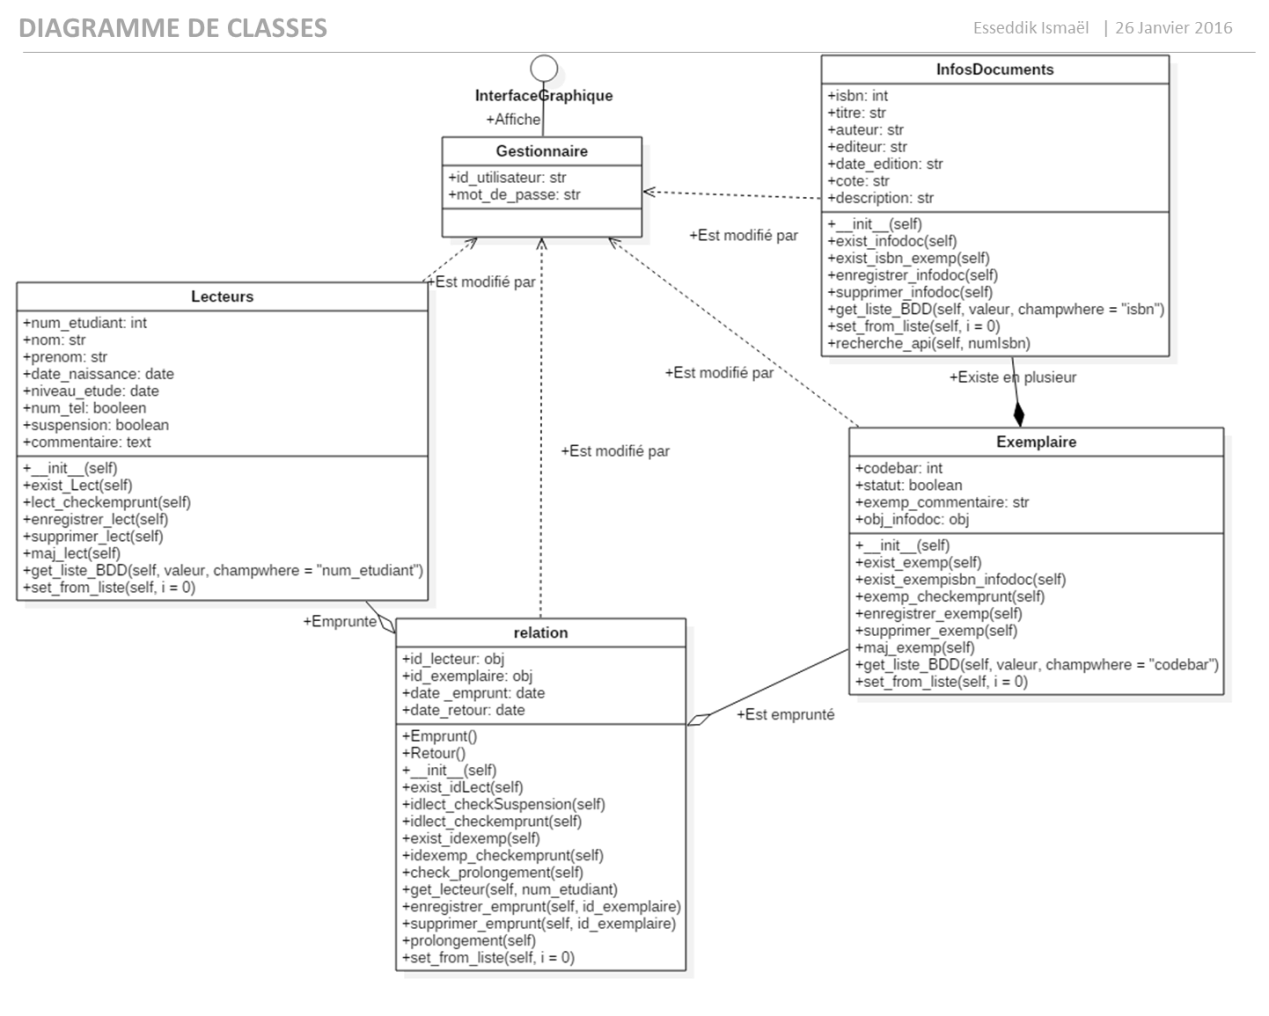 DIAGRAMME DE CLASSES
Esseddik Ismaël | 26 Janvier 2016
InterfaceGraphique
+Affiche
Gestionnaire
+id_utilisateur: str
+mot_de_passe: str
InfosDocuments
+isbn: int
+titre: str
+auteur: str
+editeur: str
+date_edition: str
+cote: str
+description: str
+__init__(self)
+exist_infodoc(self)
+exist_isbn_exemp(self)
+enregistrer_infodoc(self)
+supprimer_infodoc(self)
+get_liste_BDD(self, valeur, champwhere = "isbn")
+set_from_liste(self, i = 0)
+recherche_api(self, numIsbn)
+Est modifié par
+Est modifié par
+Est modifié par
+Est modifié par
+Existe en plusieur
Lecteurs
+num_etudiant: int
+nom: str
+prenom: str
+date_naissance: date
+niveau_etude: date
+num_tel: booleen
+suspension: boolean
+commentaire: text
+__init__(self)
+exist_Lect(self)
+lect_checkemprunt(self)
+enregistrer_lect(self)
+supprimer_lect(self)
+maj_lect(self)
+get_liste_BDD(self, valeur, champwhere = "num_etudiant")
+set_from_liste(self, i = 0)
Exemplaire
+codebar: int
+statut: boolean
+exemp_commentaire: str
+obj_infodoc: obj
+__init__(self)
+exist_exemp(self)
+exist_exempisbn_infodoc(self)
+exemp_checkemprunt(self)
+enregistrer_exemp(self)
+supprimer_exemp(self)
+maj_exemp(self)
+get_liste_BDD(self, valeur, champwhere = "codebar")
+set_from_liste(self, i = 0)
+Emprunte
+Est emprunté
relation
+id_lecteur: obj
+id_exemplaire: obj
+date _emprunt: date
+date_retour: date
+Emprunt()
+Retour()
+__init__(self)
+exist_idLect(self)
+idlect_checkSuspension(self)
+idlect_checkemprunt(self)
+exist_idexemp(self)
+idexemp_checkemprunt(self)
+check_prolongement(self)
+get_lecteur(self, num_etudiant)
+enregistrer_emprunt(self, id_exemplaire)
+supprimer_emprunt(self, id_exemplaire)
+prolongement(self)
+set_from_liste(self, i = 0)